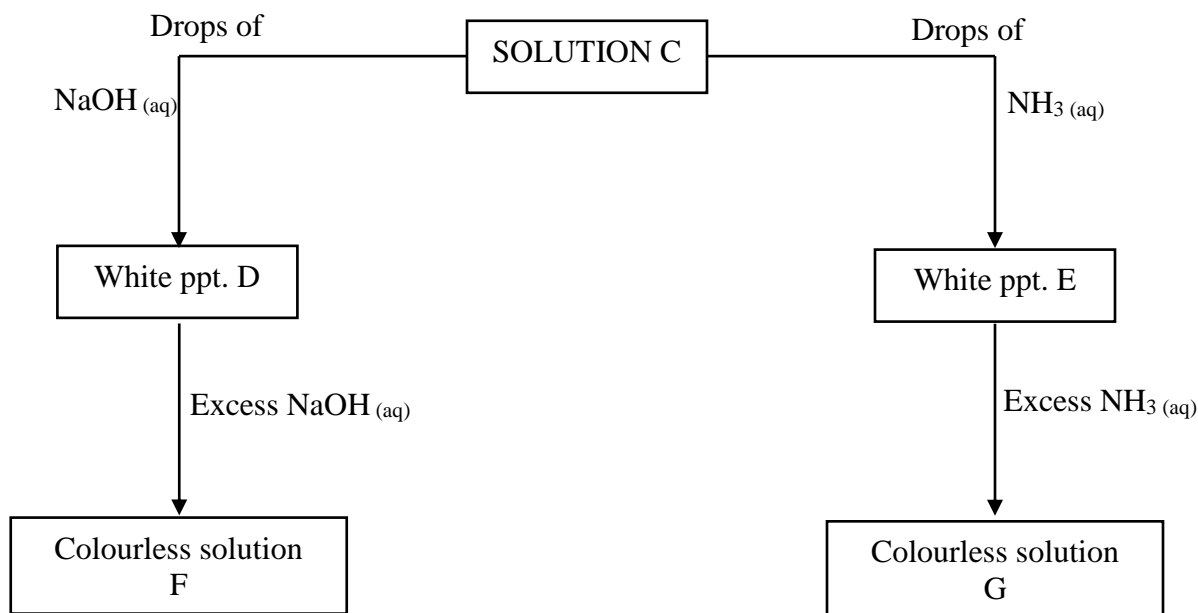 Drops of
SOLUTION C
Drops of
NaOH (aq)
NH₃ (aq)
White ppt. D
White ppt. E
Excess NaOH (aq)
Excess NH₃ (aq)
Colourless solution
F
Colourless solution
G